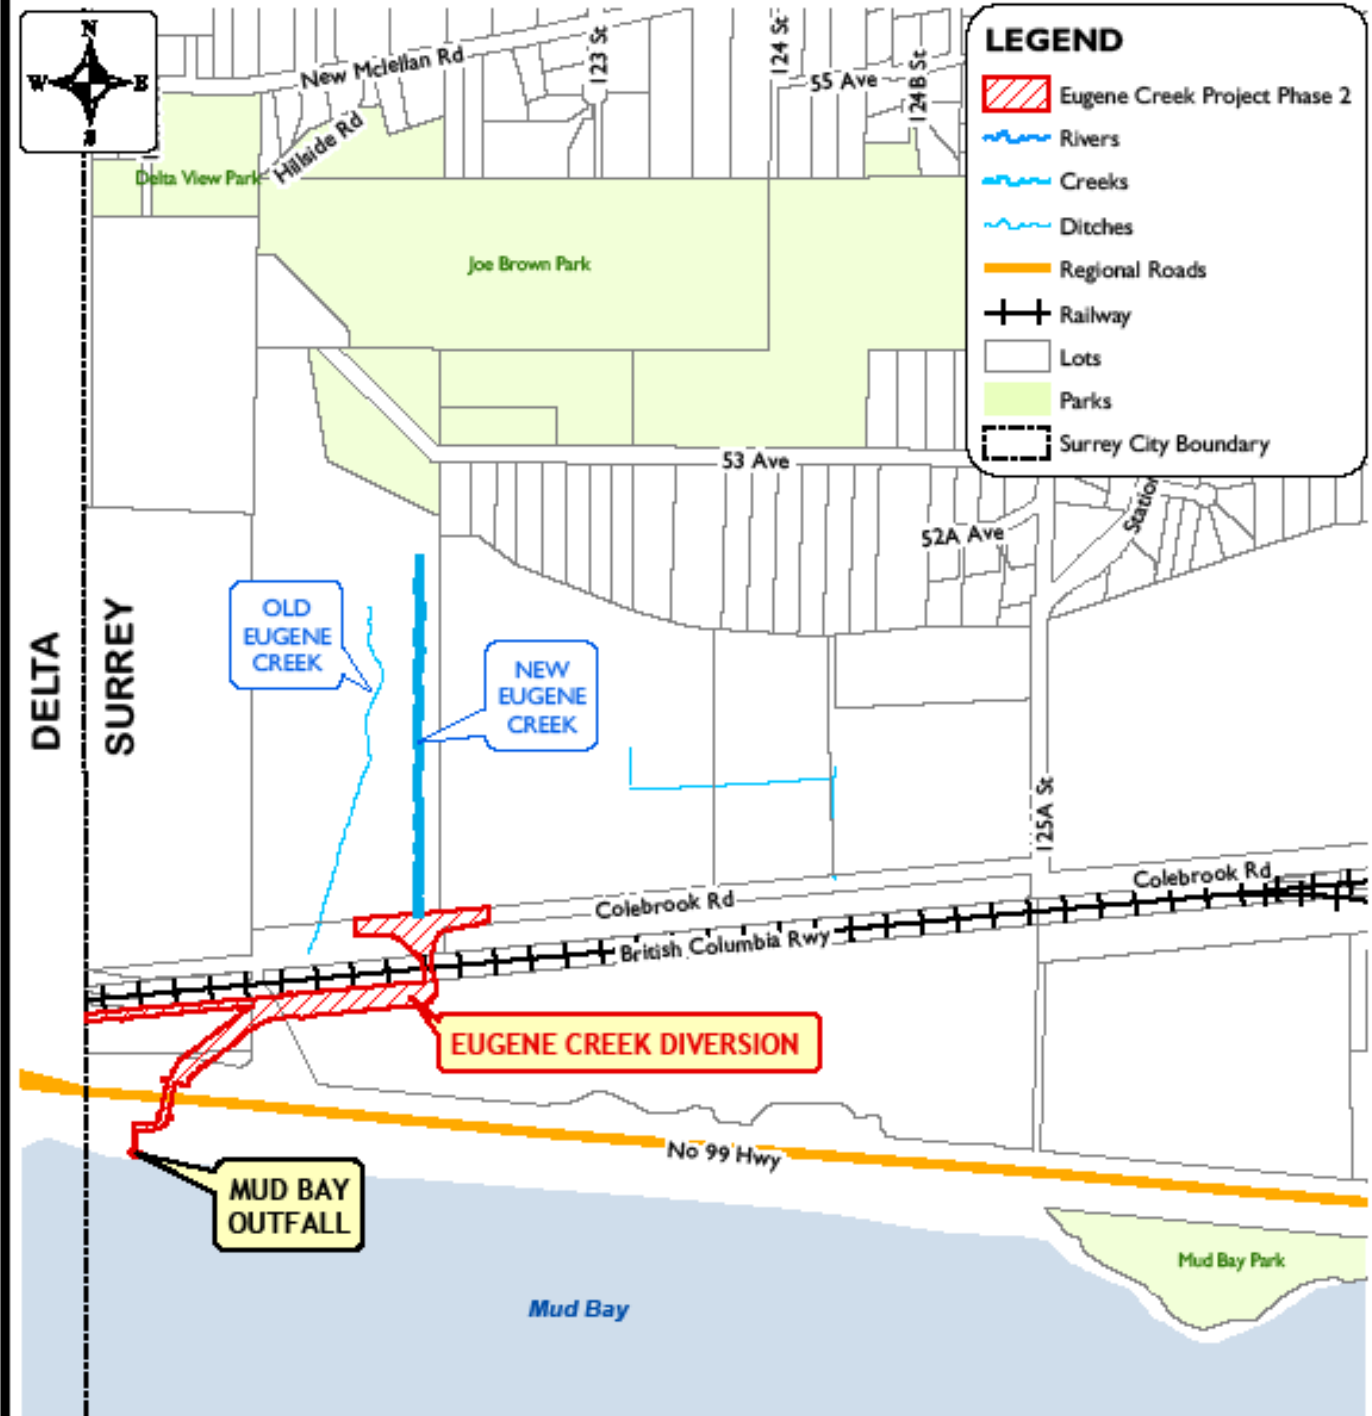 N
W E
S
New Mclellan Rd
123 St
124 St
55 Ave
124B St
Hillside Rd
Delta View Park
Joe Brown Park
LEGEND
Eugene Creek Project Phase 2
Rivers
Creeks
Ditches
Regional Roads
Railway
Lots
Parks
Surrey City Boundary
53 Ave
52A Ave
Station
DELTA
SURREY
OLD
EUGENE
CREEK
NEW
EUGENE
CREEK
125A St
Colebrook Rd
Colebrook Rd
British Columbia Rwy
EUGENE CREEK DIVERSION
No 99 Hwy
MUD BAY
OUTFALL
Mud Bay Park
Mud Bay